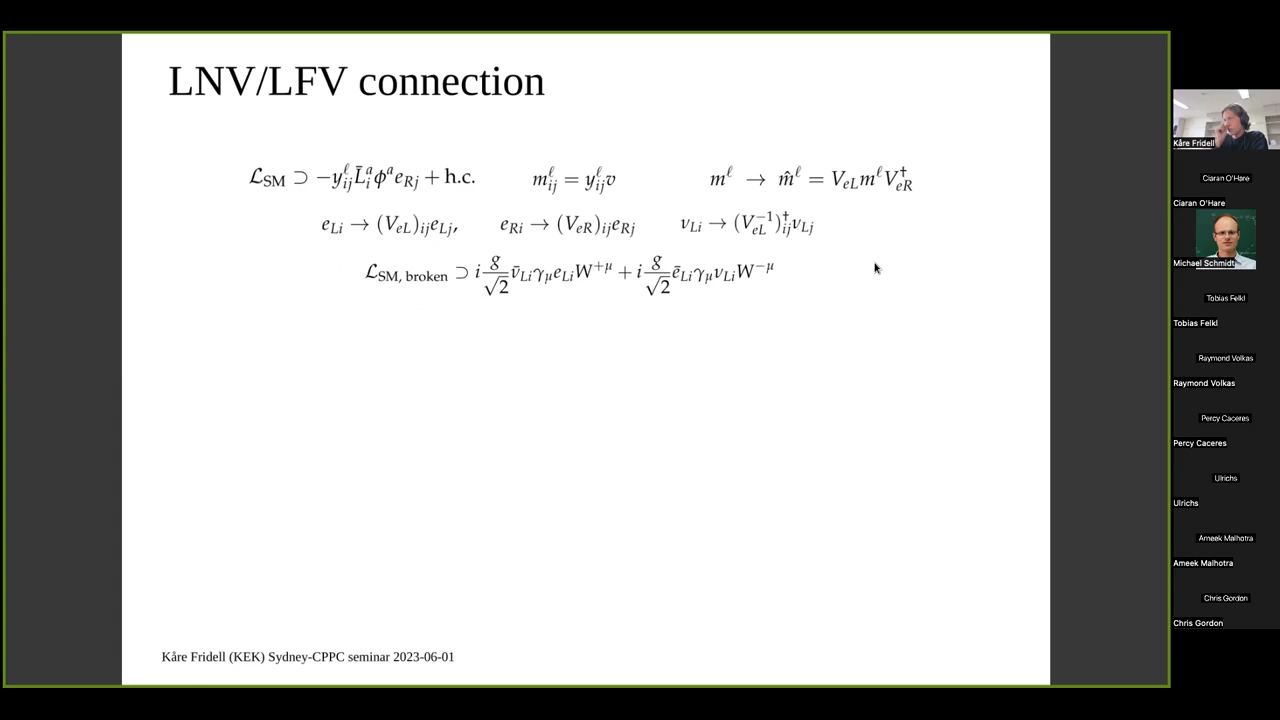 LNV/LFV connection
$\mathcal{L}_{\text{SM}} \supset -y^{\ell}_{ij} \bar{L}^{a}_{i} \phi^{a} e_{Rj} + \text{h.c.}$ $m^{\ell}_{ij} = y^{\ell}_{ij} v$ $m^{\ell} \rightarrow \hat{m}^{\ell} = V_{eL} m^{\ell} V^{\dagger}_{eR}$
$e_{Li} \rightarrow (V_{eL})_{ij} e_{Lj},$ $e_{Ri} \rightarrow (V_{eR})_{ij} e_{Rj}$ $\nu_{Li} \rightarrow (V^{-1}_{eL})^{\dagger}_{ij} \nu_{Lj}$
$\mathcal{L}_{\text{SM, broken}} \supset i \frac{g}{\sqrt{2}} \bar{\nu}_{Li} \gamma_{\mu} e_{Li} W^{+\mu} + i \frac{g}{\sqrt{2}} \bar{e}_{Li} \gamma_{\mu} \nu_{Li} W^{-\mu}$
Kåre Fridell (KEK) Sydney-CPPC seminar 2023-06-01
Kåre Fridell
Ciaran O'Hare
Ciaran O'Hare
Michael Schmidt
Tobias Felkl
Tobias Felkl
Raymond Volkas
Raymond Volkas
Percy Caceres
Percy Caceres
Ulrichs
Ulrichs
Ameek Malhotra
Ameek Malhotra
Chris Gordon
Chris Gordon